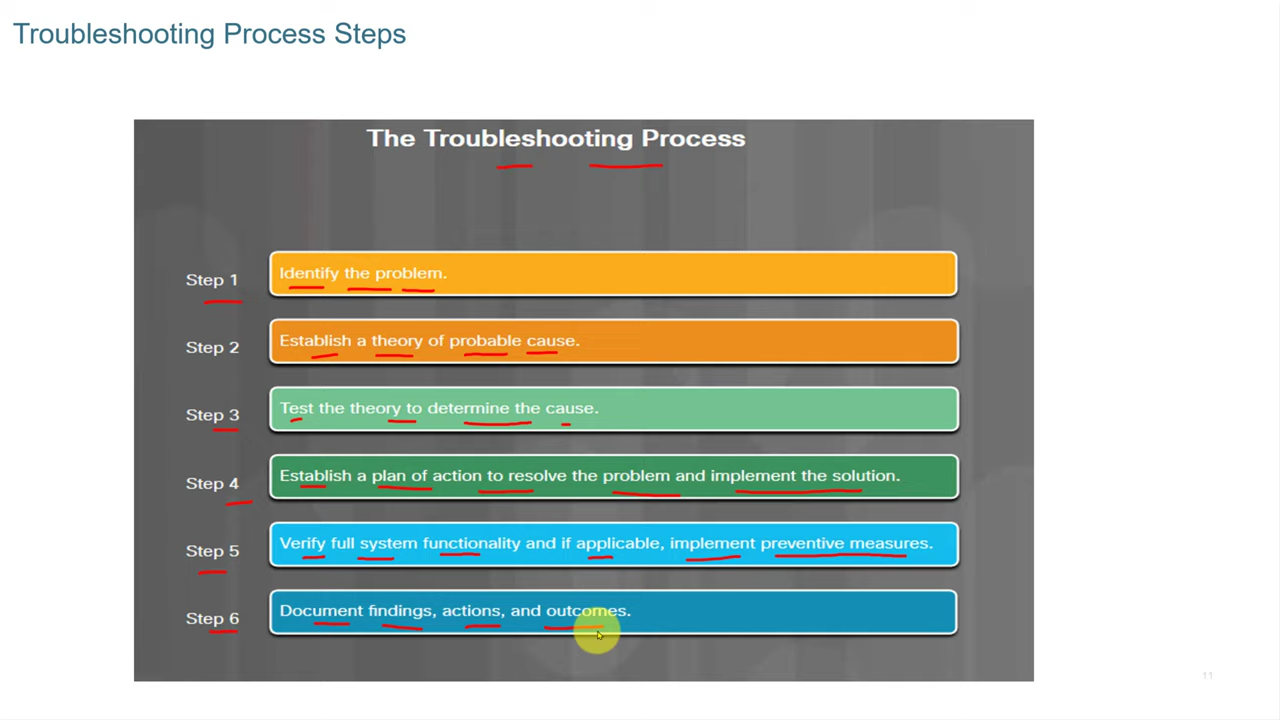 Troubleshooting Process Steps
The Troubleshooting Process
Step 1
Identify the problem.
Step 2
Establish a theory of probable cause.
Step 3
Test the theory to determine the cause.
Step 4
Establish a plan of action to resolve the problem and implement the solution.
Step 5
Verify full system functionality and if applicable, implement preventive measures.
Step 6
Document findings, actions, and outcomes.
11